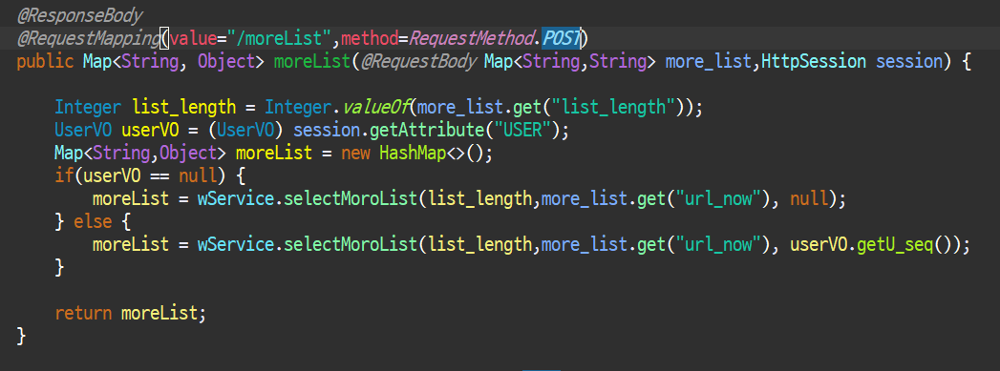 @ResponseBody
@RequestMapping(value="/moreList",method=RequestMethod.POST)
public Map<String, Object> moreList(@RequestBody Map<String,String> more_list,HttpSession session) {
Integer list_length = Integer.valueOf(more_list.get("list_length"));
UserVO userVO = (UserVO) session.getAttribute("USER");
Map<String,Object> moreList = new HashMap<>();
if(userVO == null) {
moreList = wService.selectMoroList(list_length,more_list.get("url_now"), null);
} else {
moreList = wService.selectMoroList(list_length,more_list.get("url_now"), userVO.getU_seq());
}
return moreList;
}